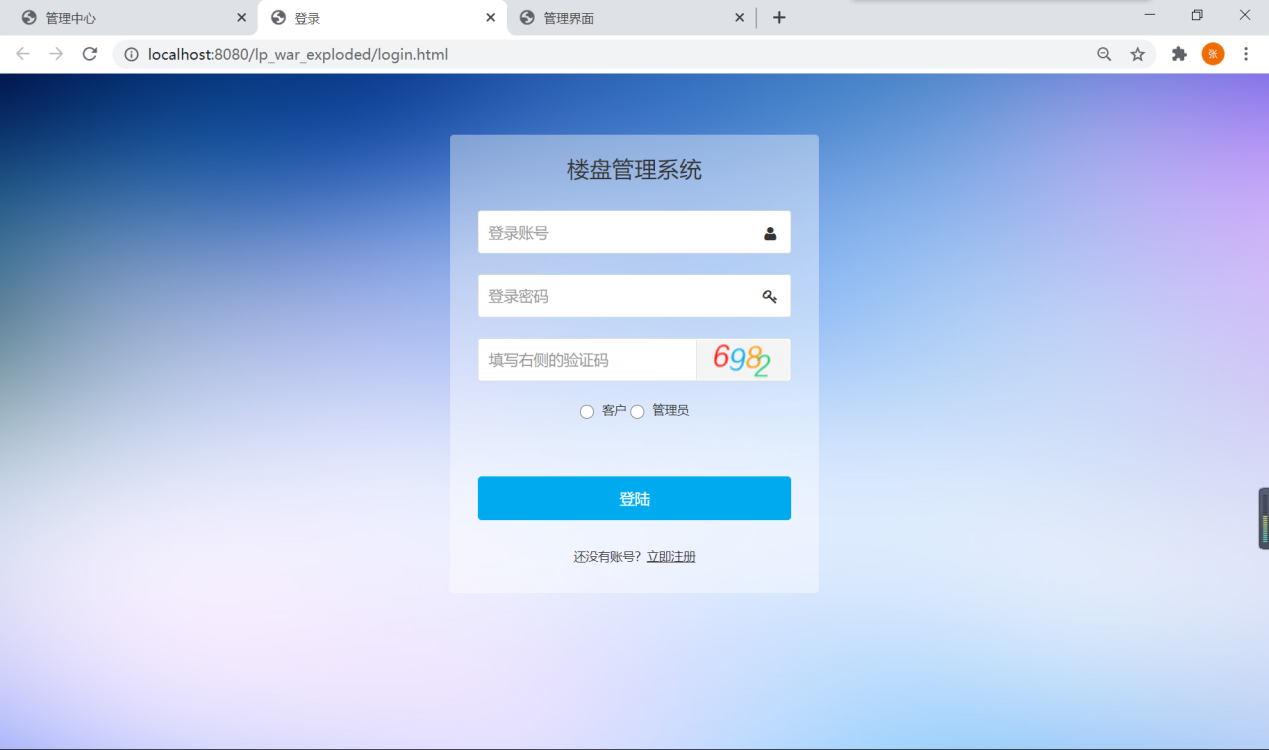 管理中心
登录
管理界面
localhost:8080/lp_war_exploded/login.html
张
楼盘管理系统
登录账号
登录密码
填写右侧的验证码 6982
客户 管理员
登陆
还没有账号？立即注册